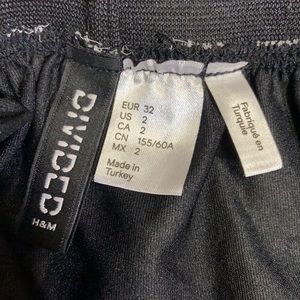 DIVIDED
H&M
EUR 32
US 2
CA 2
CN 155/60A
MX 2
Made in
Turkey
Fabriqué en
Turquie